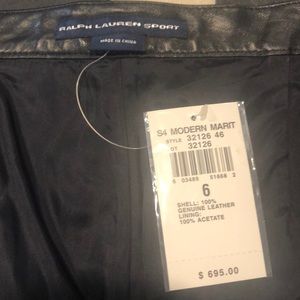 RALPH LAUREN SPORT
MADE IN CHINA
S4 MODERN MARIT
STYLE 32126 46
OT 32126
6
SHELL: 100%
GENUINE LEATHER
LINING:
100% ACETATE
$ 695.00